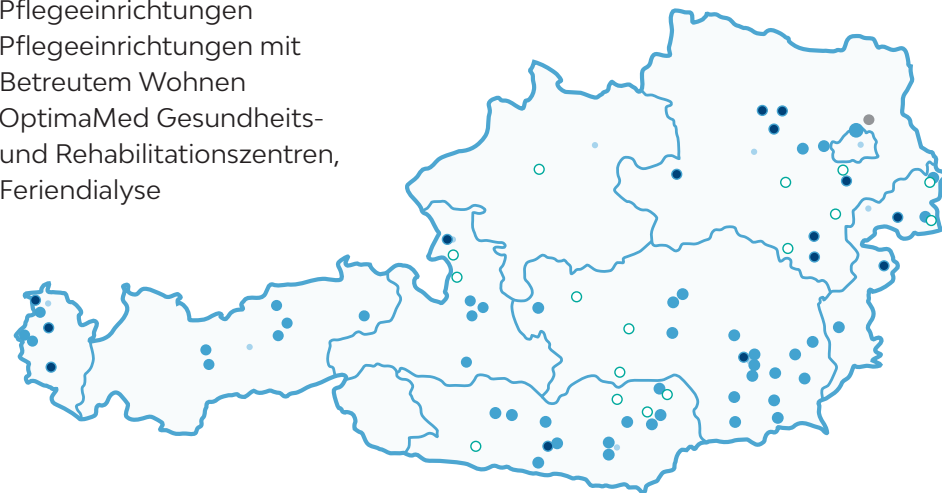 Pflegeeinrichtungen
Pflegeeinrichtungen mit
Betreutem Wohnen
OptimaMed Gesundheits-
und Rehabilitationszentren,
Feriendialyse